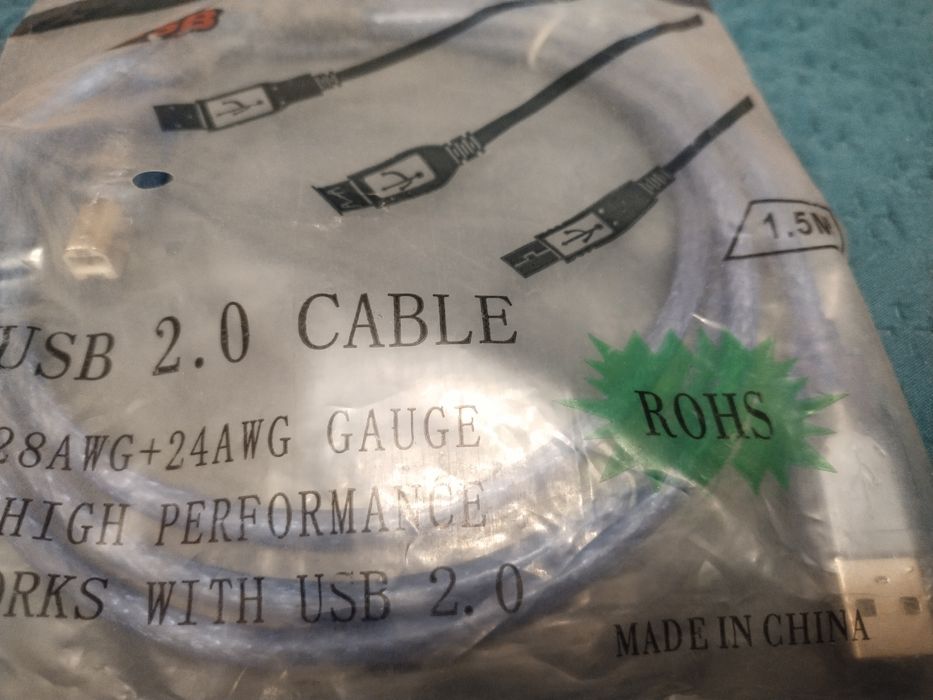 SB
1.5M
USB 2.0 CABLE
ROHS
28AWG+24AWG GAUGE
HIGH PERFORMANCE
ORKS WITH USB 2.0
MADE IN CHINA